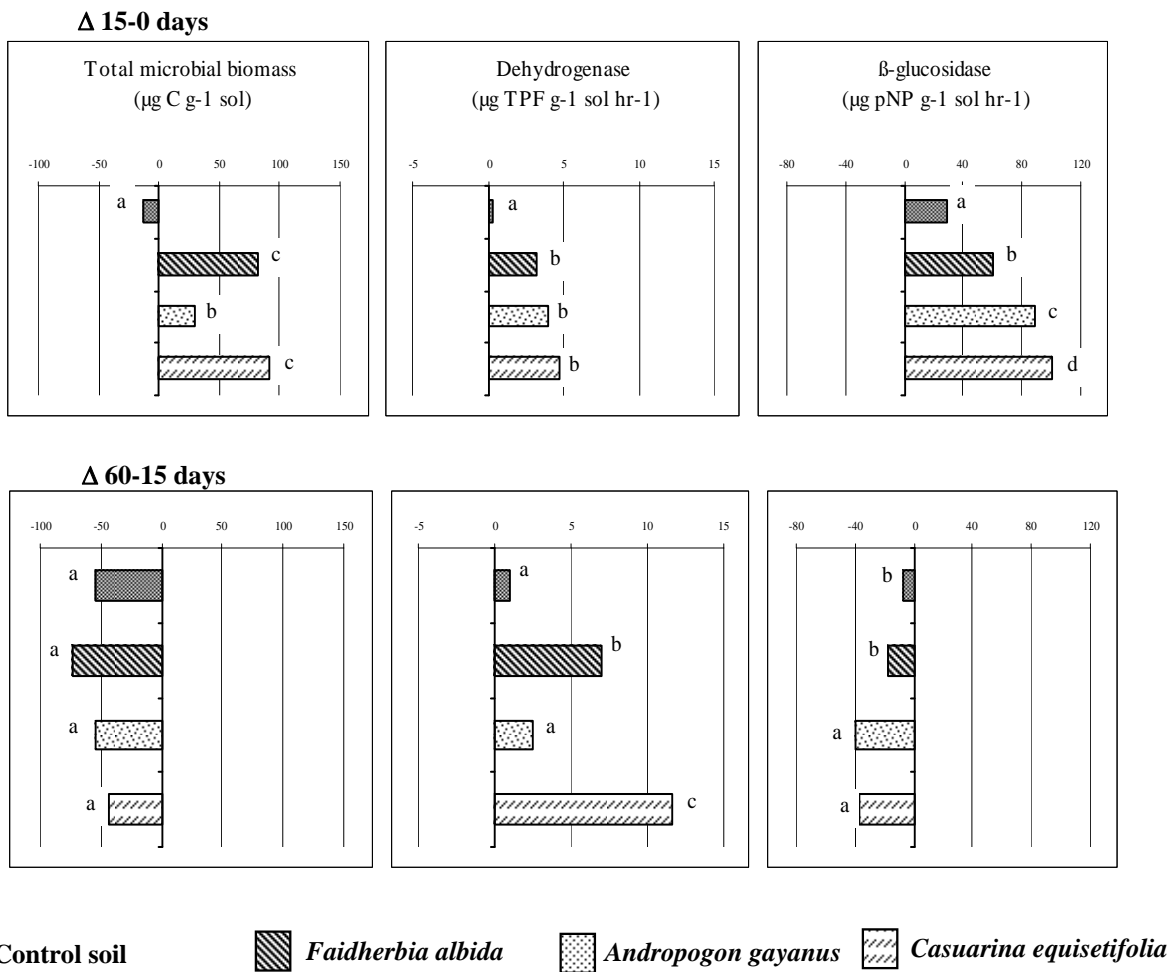 Δ 15-0 days
Total microbial biomass
(µg C g-1 sol)
-100 -50 0 50 100 150
a
c
b
c
Dehydrogenase
(µg TPF g-1 sol hr-1)
-5 0 5 10 15
a
b
b
b
ß-glucosidase
(µg pNP g-1 sol hr-1)
-80 -40 0 40 80 120
a
b
c
d
Δ 60-15 days
-100 -50 0 50 100 150
a
a
a
a
-5 0 5 10 15
a
b
a
c
-80 -40 0 40 80 120
b
b
a
a
Control soil Faidherbia albida Andropogon gayanus Casuarina equisetifolia